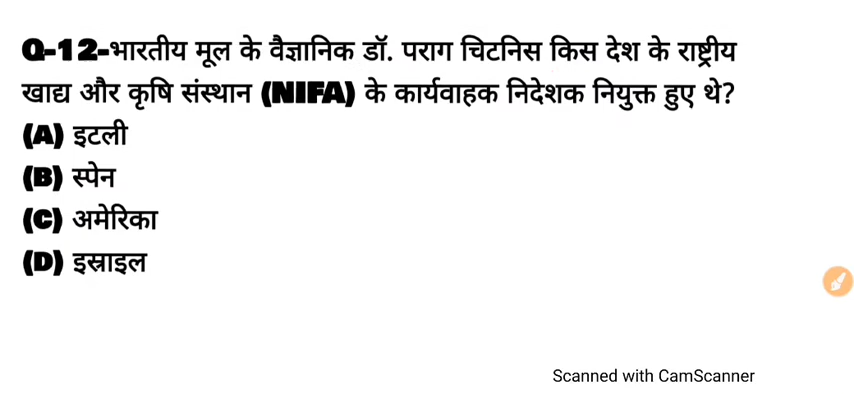 Q-12-भारतीय मूल के वैज्ञानिक डॉ. पराग चिटनिस किस देश के राष्ट्रीय
खाद्य और कृषि संस्थान (NIFA) के कार्यवाहक निदेशक नियुक्त हुए थे?
(A) इटली
(B) स्पेन
(C) अमेरिका
(D) इस्राइल
Scanned with CamScanner